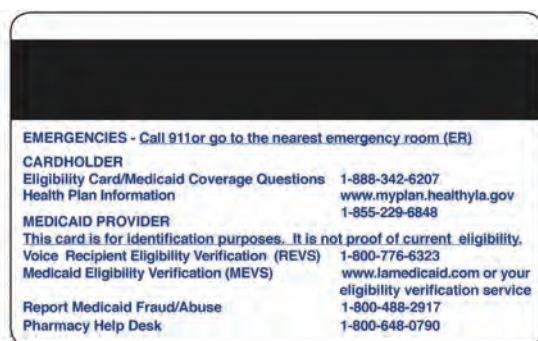 EMERGENCIES - Call 911or go to the nearest emergency room (ER)
CARDHOLDER
Eligibility Card/Medicaid Coverage Questions 1-888-342-6207
Health Plan Information www.myplan.healthyla.gov
1-855-229-6848
MEDICAID PROVIDER
This card is for identification purposes. It is not proof of current eligibility.
Voice Recipient Eligibility Verification (REVS) 1-800-776-6323
Medicaid Eligibility Verification (MEVS) www.lamedicaid.com or your
eligibility verification service
Report Medicaid Fraud/Abuse 1-800-488-2917
Pharmacy Help Desk 1-800-648-0790